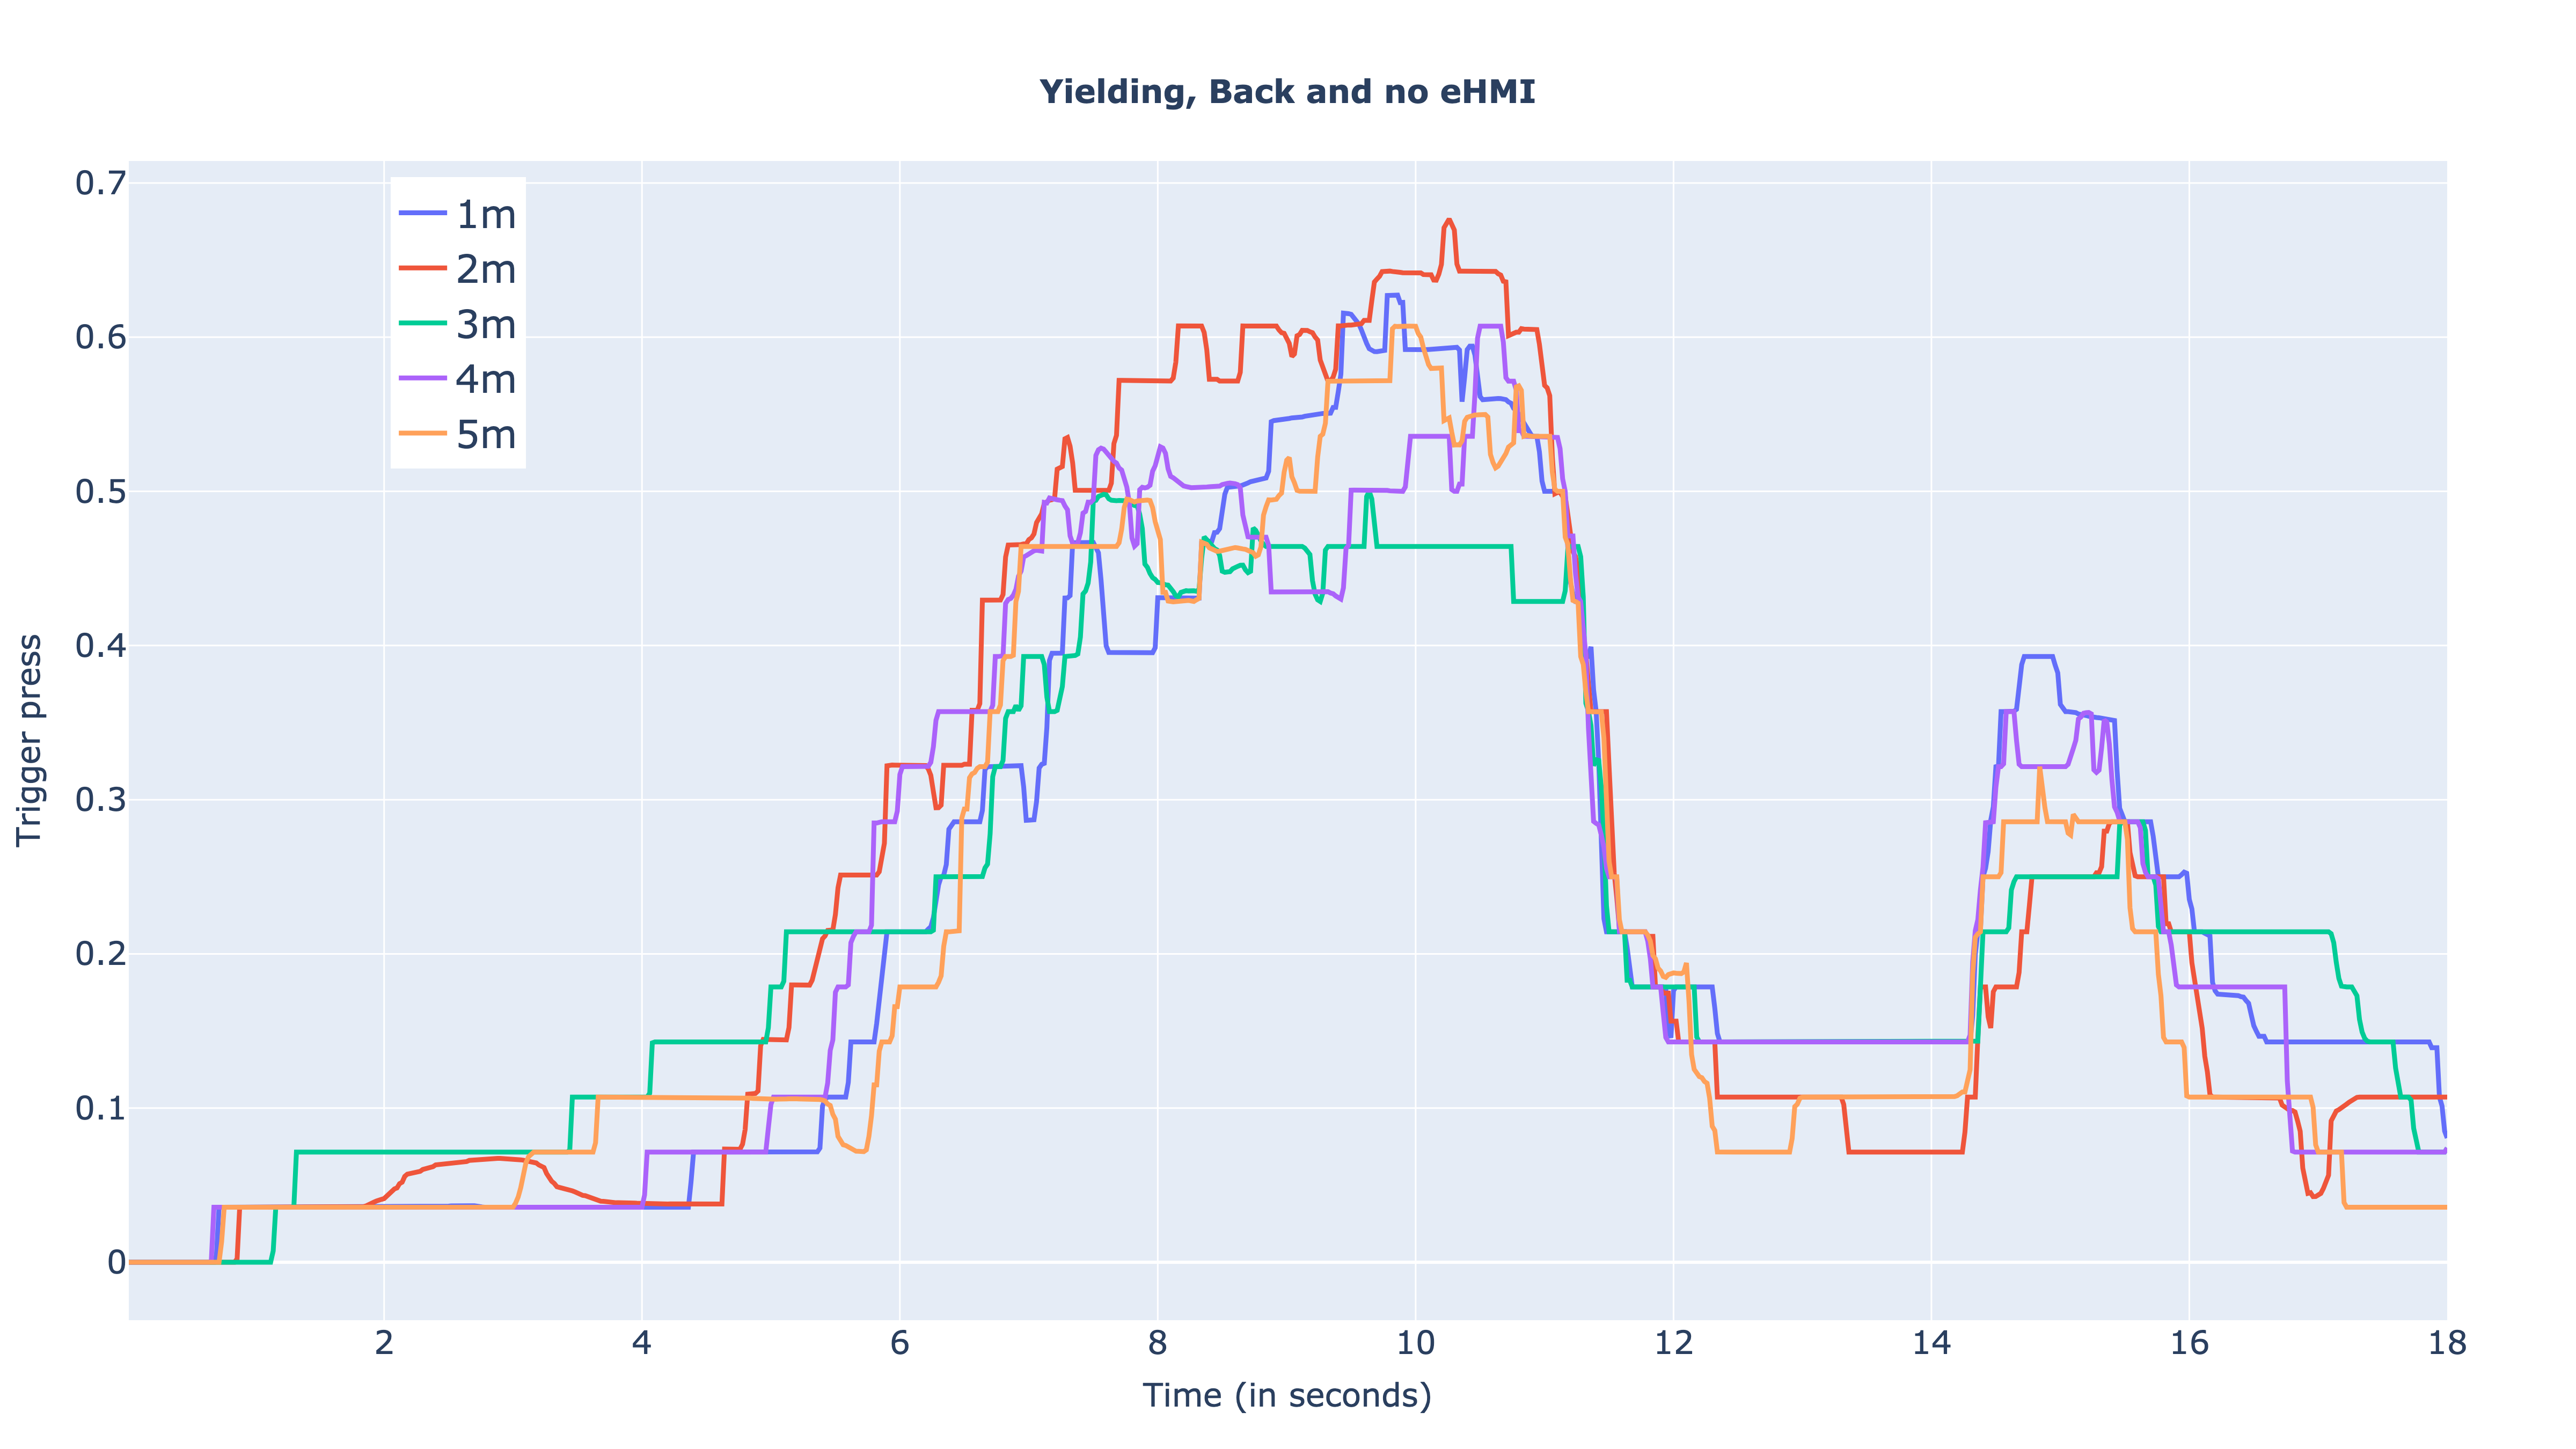 Yielding, Back and no eHMI
0.7
0.6
0.5
0.4
0.3
0.2
0.1
0
1m
2m
3m
4m
5m
Trigger press
2 4 6 8 10 12 14 16 18
Time (in seconds)